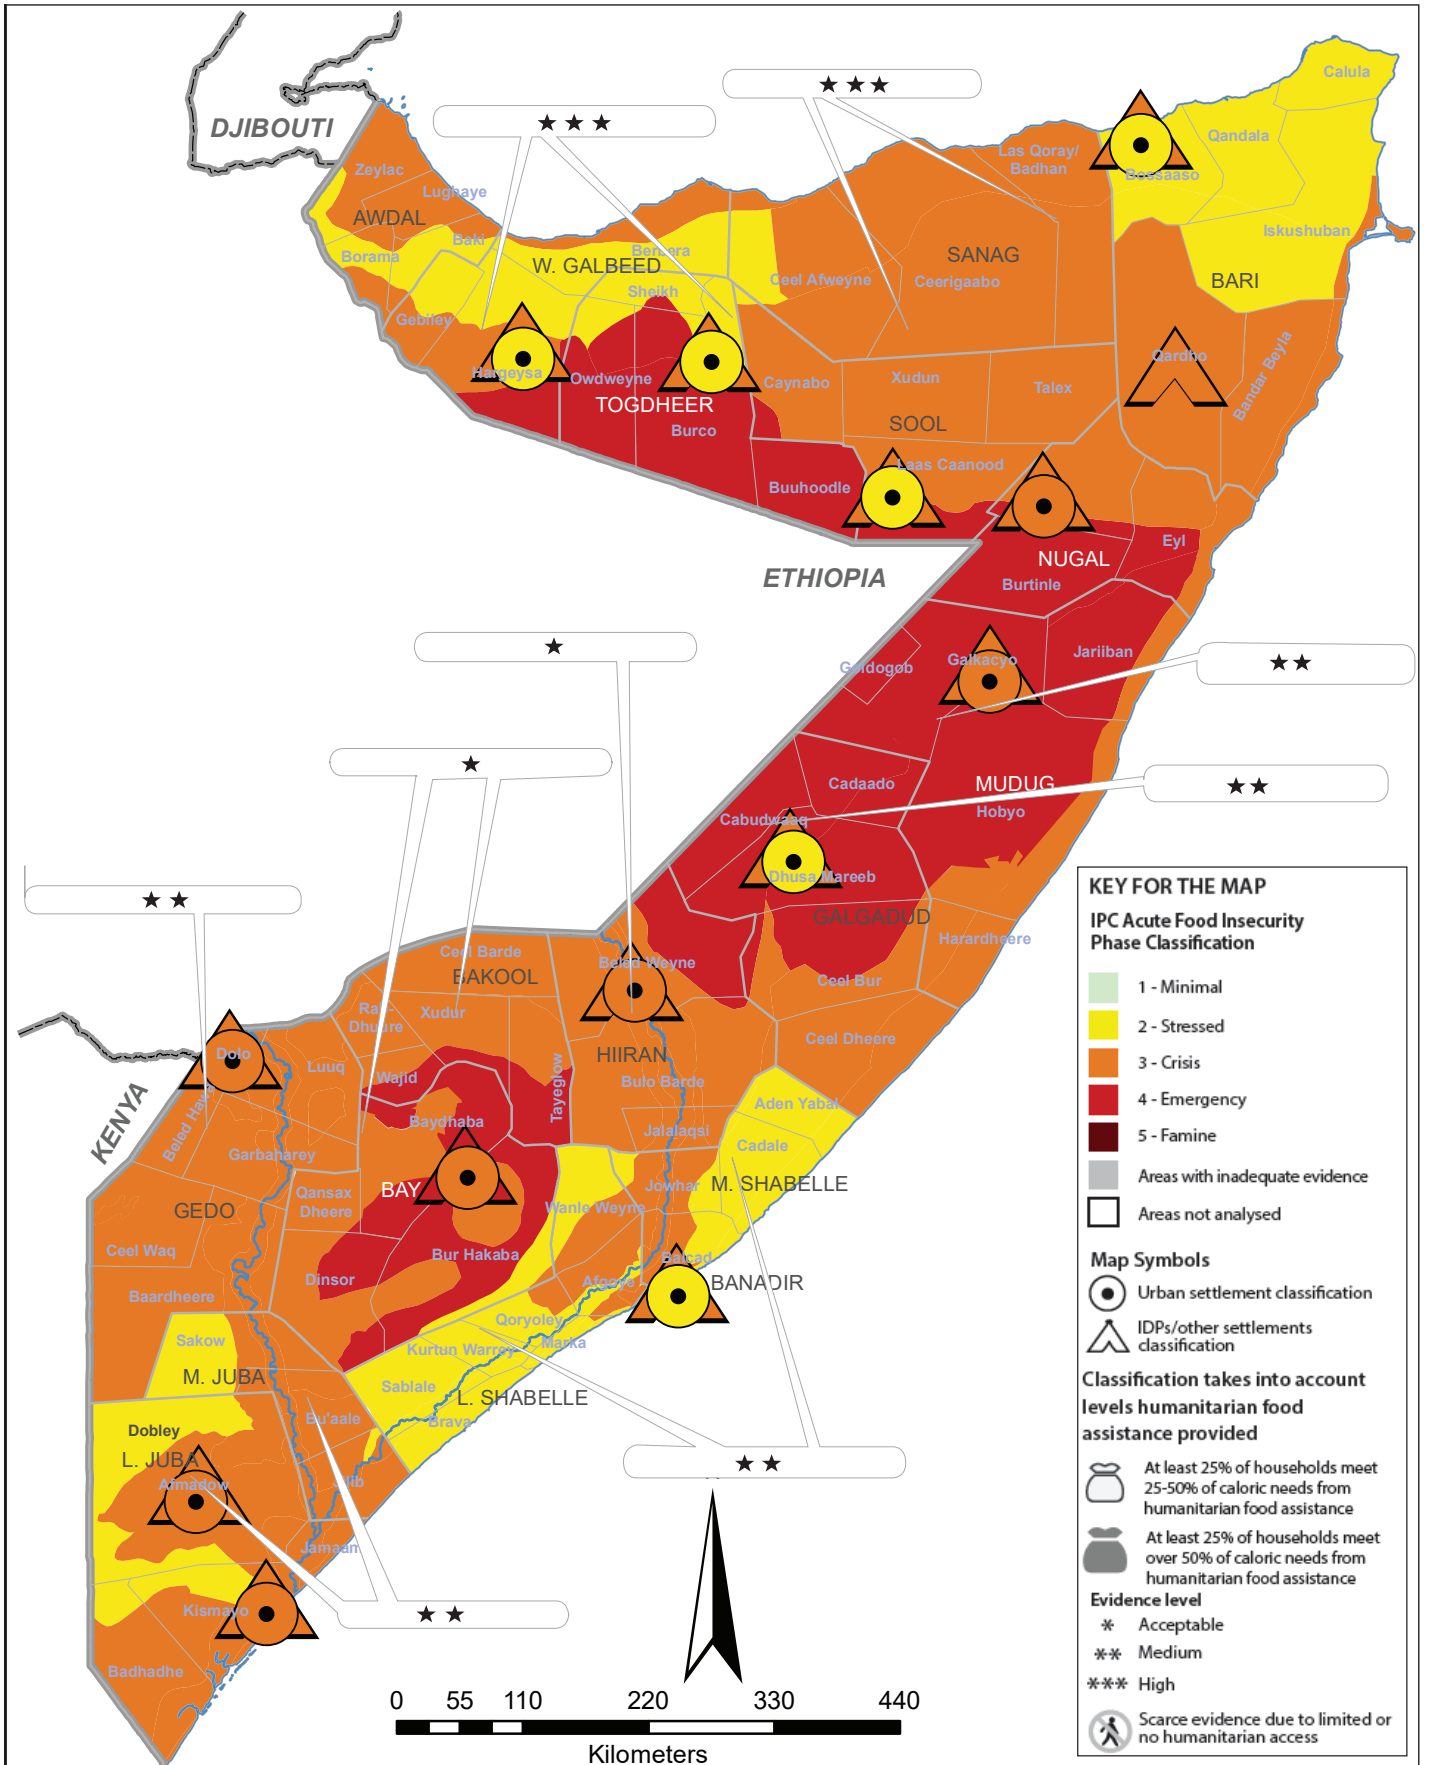 Calula
★ ★ ★
★ ★ ★
DJIBOUTI
Qandala
Las Qoray/
Badhan
Zeylac
Bossaaso
Lughaye
AWDAL
Iskushuban
Baki
Berbera
Borama
W. GALBEED
SANAG
Ceel Afweyne
Ceerigaabo
BARI
Sheikh
Gebiley
Qardho
Hargeysa
Owdweyne
Caynabo
Xudun
Talex
Bandar Beyla
TOGDHEER
Burco
SOOL
Laas Caanood
Buuhoodle
Eyl
NUGAL
ETHIOPIA
Burtinle
★
Jariiban
Galkacyo
Goldogob
★ ★
★
Cadaado
MUDUG
★ ★
Hobyo
Cabudwaaq
Dhusa Mareeb
★ ★
GALGADUD
Harardheere
Ceel Barde
Beled Weyne
BAKOOL
Ceel Bur
Rab
Dhuure
Xudur
Ceel Dheere
Dolo
HIIRAN
Luuq
Wajid
Bulo Barde
Tayeglow
Aden Yabal
KENYA
Beled Hawa
Baydhaba
Jalalaqsi
Cadale
Garbaharey
BAY
Jowhar
M. SHABELLE
Qansax
Dheere
GEDO
Wanle Weyne
Ceel Waq
Bur Hakaba
Balcad
Dinsor
Afgoye
BANADIR
Baardheere
Qoryoley
Sakow
Marka
Kurtun Warrey
M. JUBA
Sablale
L. SHABELLE
Bu'aale
Brava
Dobley
L. JUBA
★ ★
Afmadow
Jilib
Jamaam
Kismayo
★ ★
Badhadhe
0 55 110 220 330 440
Kilometers
KEY FOR THE MAP
IPC Acute Food Insecurity
Phase Classification
1 - Minimal
2 - Stressed
3 - Crisis
4 - Emergency
5 - Famine
Areas with inadequate evidence
Areas not analysed
Map Symbols
Urban settlement classification
IDPs/other settlements
classification
Classification takes into account
levels humanitarian food
assistance provided
At least 25% of households meet
25-50% of caloric needs from
humanitarian food assistance
At least 25% of households meet
over 50% of caloric needs from
humanitarian food assistance
Evidence level
* Acceptable
** Medium
*** High
Scarce evidence due to limited or
no humanitarian access